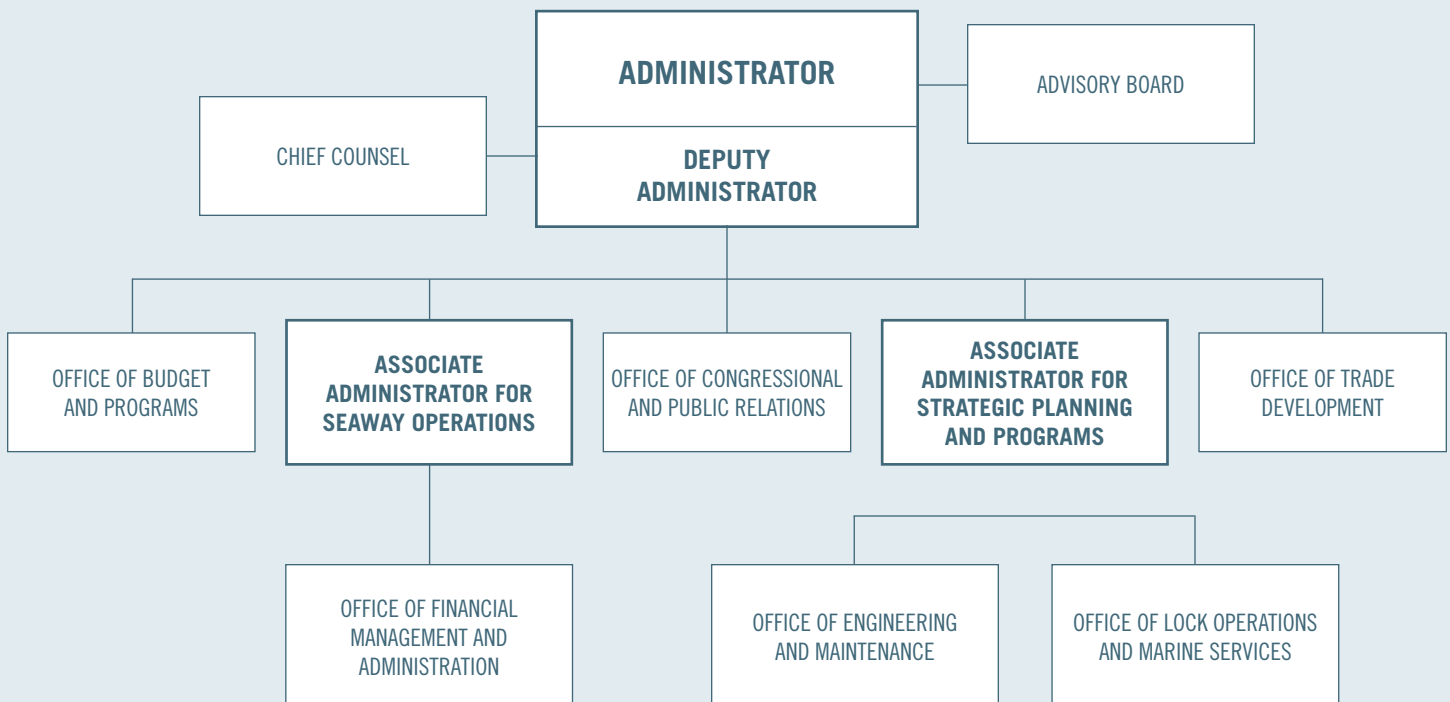 ADMINISTRATOR
ADVISORY BOARD
CHIEF COUNSEL
DEPUTY
ADMINISTRATOR
OFFICE OF BUDGET
AND PROGRAMS
ASSOCIATE
ADMINISTRATOR FOR
SEAWAY OPERATIONS
OFFICE OF CONGRESSIONAL
AND PUBLIC RELATIONS
ASSOCIATE
ADMINISTRATOR FOR
STRATEGIC PLANNING
AND PROGRAMS
OFFICE OF TRADE
DEVELOPMENT
OFFICE OF FINANCIAL
MANAGEMENT AND
ADMINISTRATION
OFFICE OF ENGINEERING
AND MAINTENANCE
OFFICE OF LOCK OPERATIONS
AND MARINE SERVICES